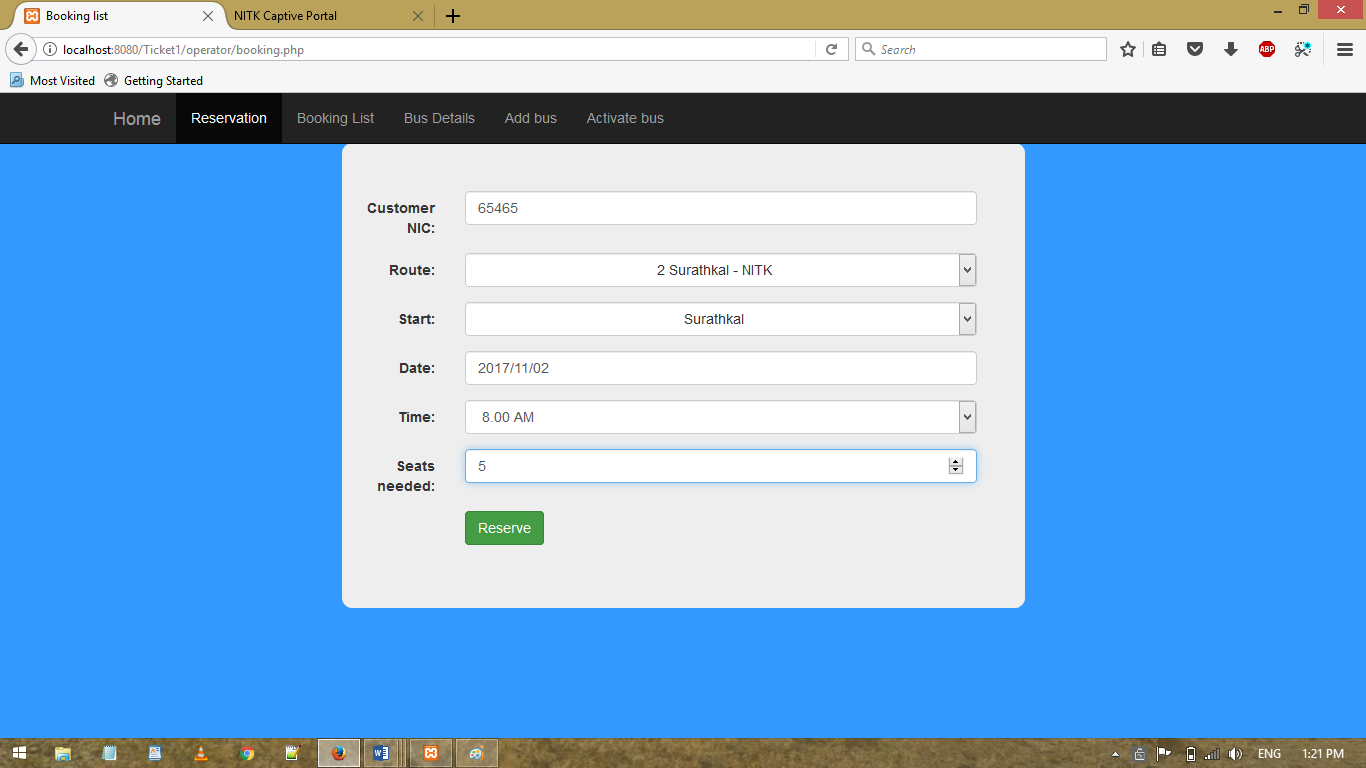 Booking list
NITK Captive Portal
localhost:8080/Ticket1/operator/booking.php
Search
ABP
Most Visited
Getting Started
Home
Reservation
Booking List
Bus Details
Add bus
Activate bus
Customer
NIC:
65465
Route:
2 Surathkal - NITK
Start:
Surathkal
Date:
2017/11/02
Time:
8.00 AM
Seats
needed:
5
Reserve
ENG
1:21 PM